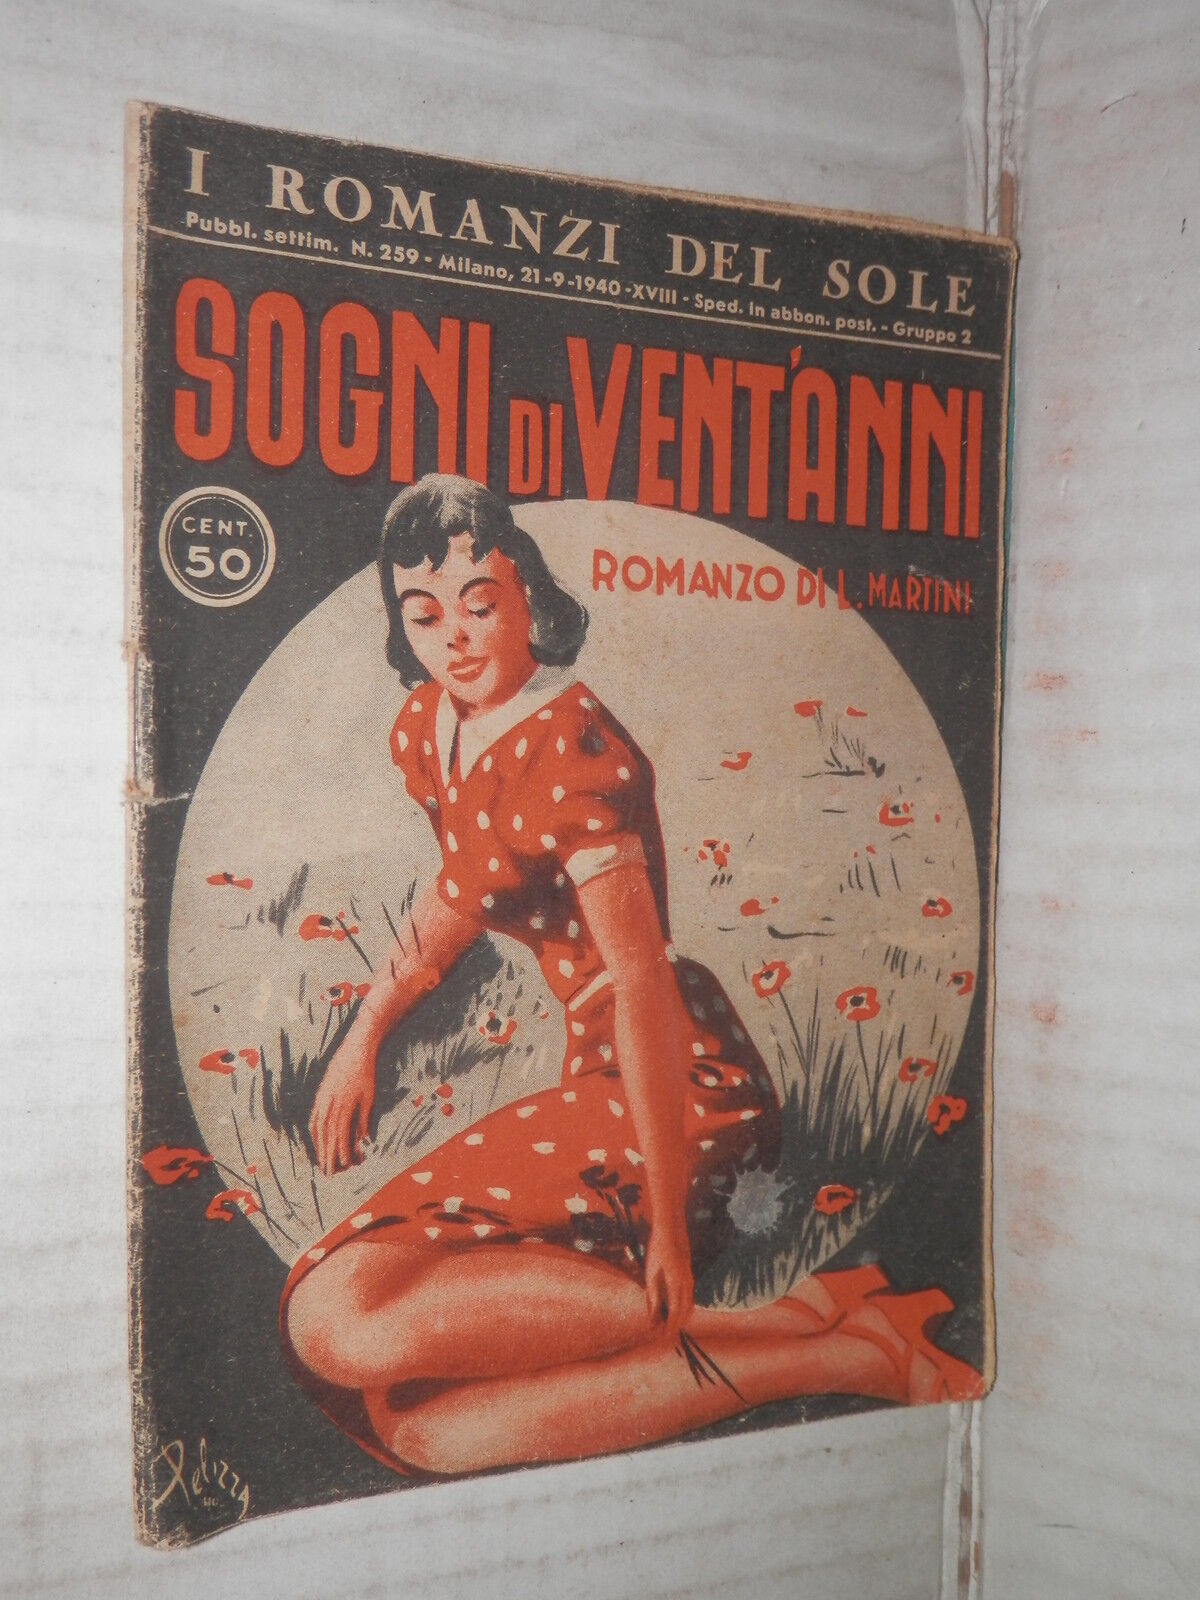 I ROMANZI DEL SOLE
Pubbl. settim. N. 259 - Milano, 21-9-1940-XVIII - Sped. in abbon. post. - Gruppo 2
SOGNI DI VENT'ANNI
CENT.
50
ROMANZO DI L. MARTINI
Pelizza